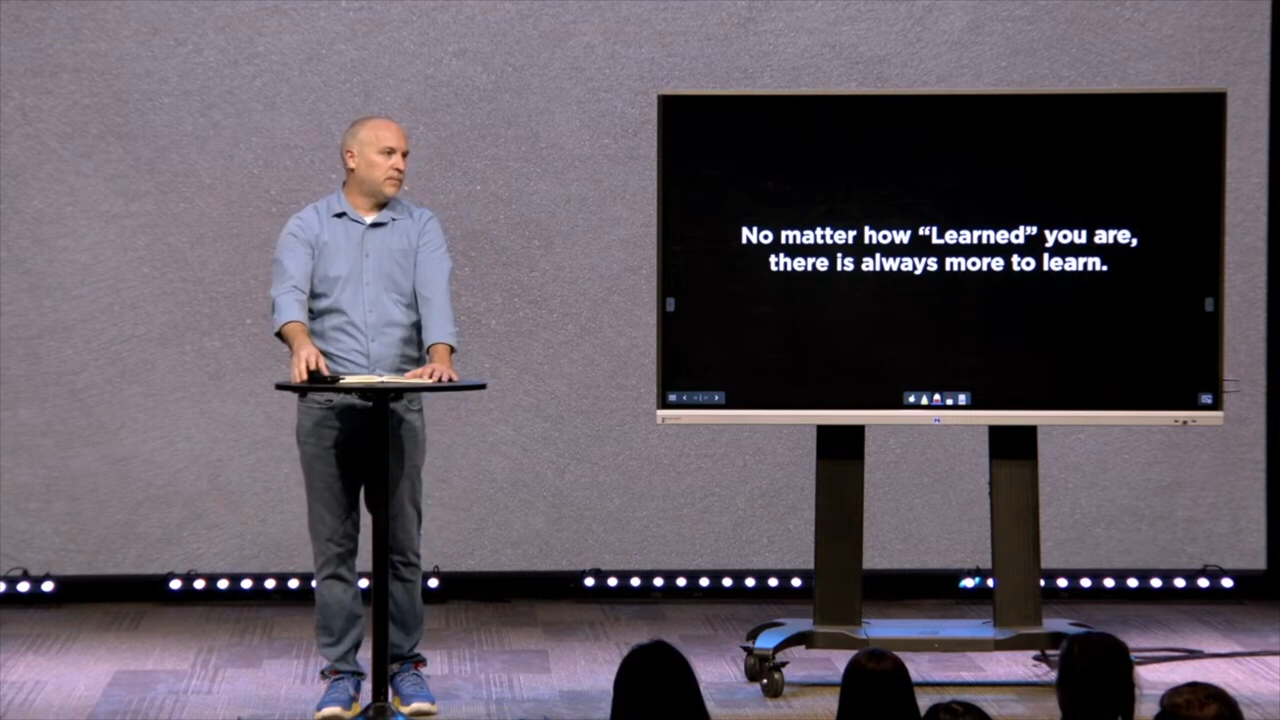 No matter how “Learned” you are,
there is always more to learn.